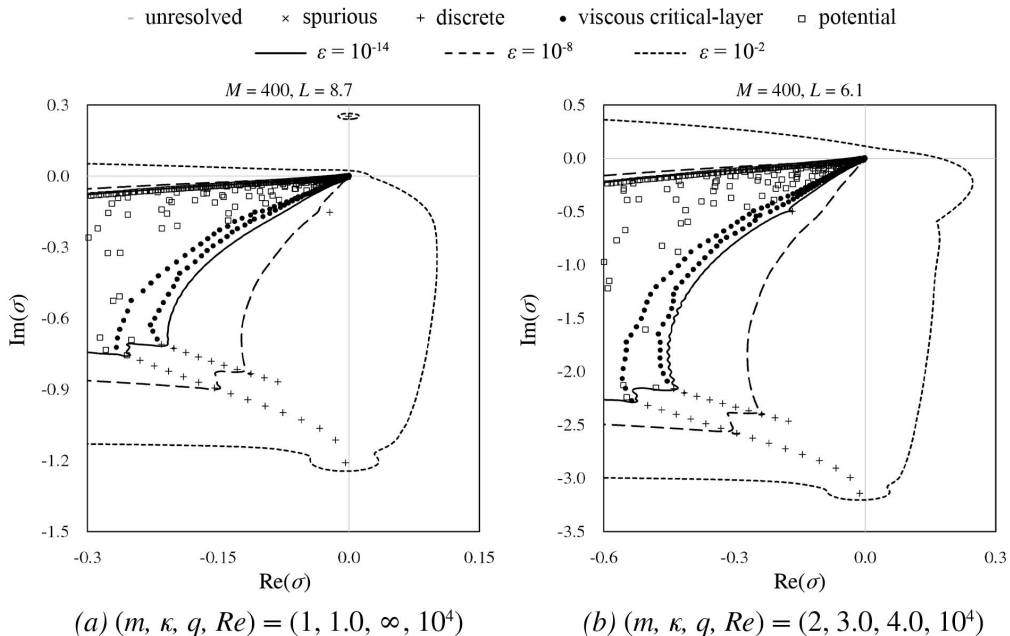 unresolved × spurious + discrete • viscous critical-layer □ potential
ε = 10⁻¹⁴ ε = 10⁻⁸ ε = 10⁻²
M = 400, L = 8.7
0.3
0.0
-0.3
-0.6
-0.9
-1.2
-1.5
Im(σ)
-0.3 -0.15 0.0 0.15
Re(σ)
(a) (m, κ, q, Re) = (1, 1.0, ∞, 10⁴)
M = 400, L = 6.1
0.5
0.0
-0.5
-1.0
-1.5
-2.0
-2.5
-3.0
-3.5
Im(σ)
-0.6 -0.3 0.0 0.3
Re(σ)
(b) (m, κ, q, Re) = (2, 3.0, 4.0, 10⁴)